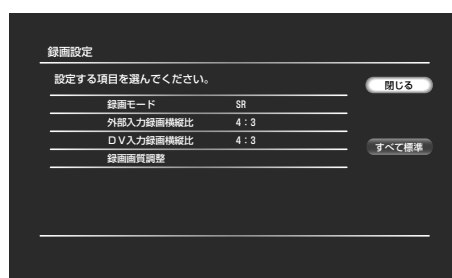 録画設定
設定する項目を選んでください。
閉じる
録画モード SR
外部入力録画横縦比 4：3
ＤＶ入力録画横縦比 4：3
すべて標準
録画画質調整